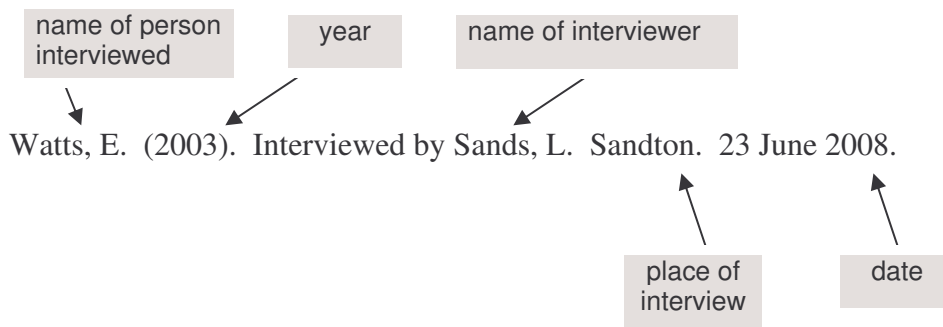 name of person
interviewed
year
name of interviewer
Watts, E. (2003). Interviewed by Sands, L. Sandton. 23 June 2008.
place of
interview
date